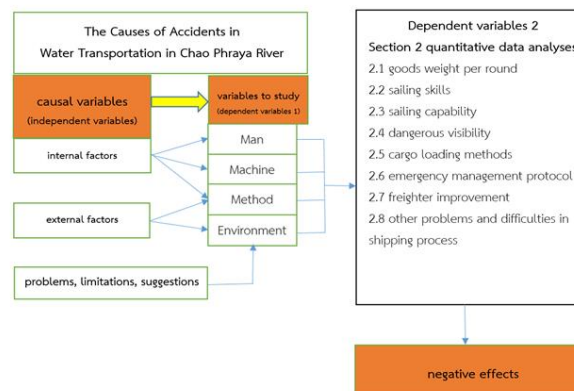 The Causes of Accidents in
Water Transportation in Chao Phraya River
causal variables
(independent variables)
variables to study
(dependent variables 1)
internal factors
external factors
problems, limitations, suggestions
Man
Machine
Method
Environment
Dependent variables 2
Section 2 quantitative data analyses
2.1 goods weight per round
2.2 sailing skills
2.3 sailing capability
2.4 dangerous visibility
2.5 cargo loading methods
2.6 emergency management protocol
2.7 freighter improvement
2.8 other problems and difficulties in
shipping process
negative effects